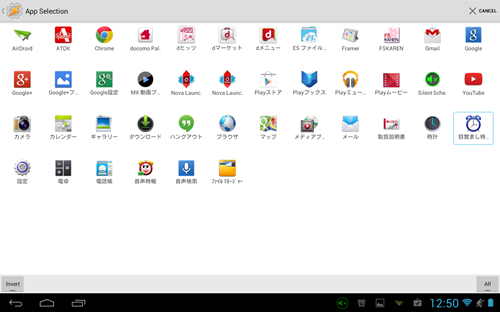 App Selection
CANCEL
AirDroid
ATOK
Chrome
docomo Pal.
dヒッツ
dマーケット
dメニュー
ES ファイル..
Framer
FSKAREN
Gmail
Google
Google+
Google+フ...
Google設定
MX 動画プ..
Nova Launc.
Nova Launc.
Playストア
Playブックス
Playミュー...
Playムービー
Silent Sche.
YouTube
カメラ
カレンダー
ギャラリー
ダウンロード
ハングアウト
ブラウザ
マップ
メディアプ..
メール
取扱説明書
時計
目覚まし時..
設定
電卓
電話帳
音声時報
音声検索
ﾌｧｲﾙ ﾏﾈｰｼﾞｬｰ
Invert
All
12:50